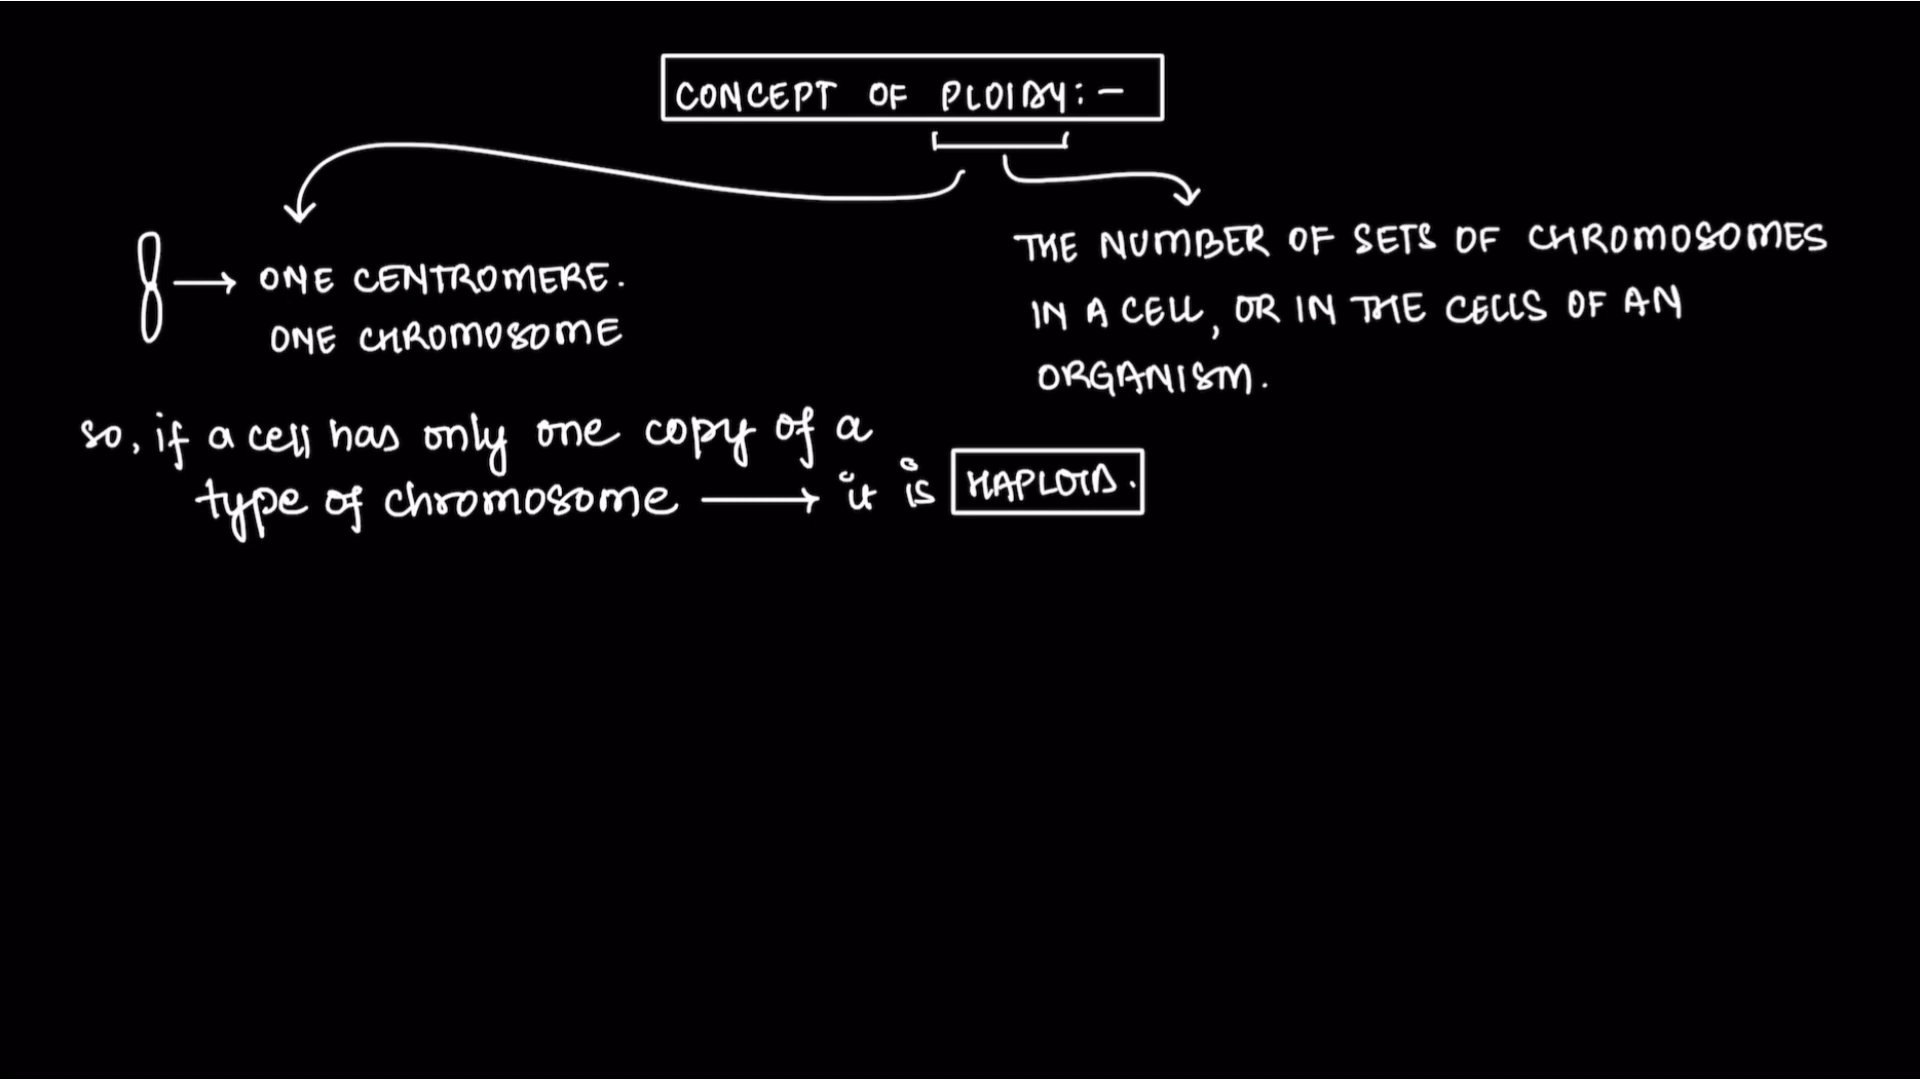 CONCEPT OF PLOIDY:-
ONE CENTROMERE.
ONE CHROMOSOME
THE NUMBER OF SETS OF CHROMOSOMES
IN A CELL, OR IN THE CELLS OF AN
ORGANISM.
so, if a cell has only one copy of a
type of chromosome → it is HAPLOID.